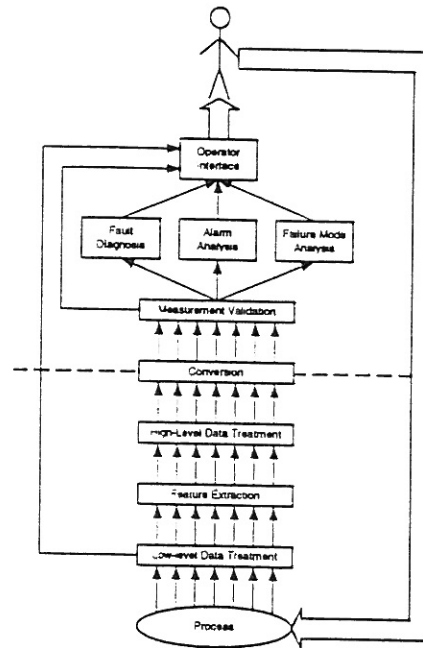 Operator
Interface
Fault
Diagnosis
Alarm
Analysis
Failure Mode
Analysis
Measurement Validation
Conversion
High-Level Data Treatment
Feature Extraction
Low-level Data Treatment
Process